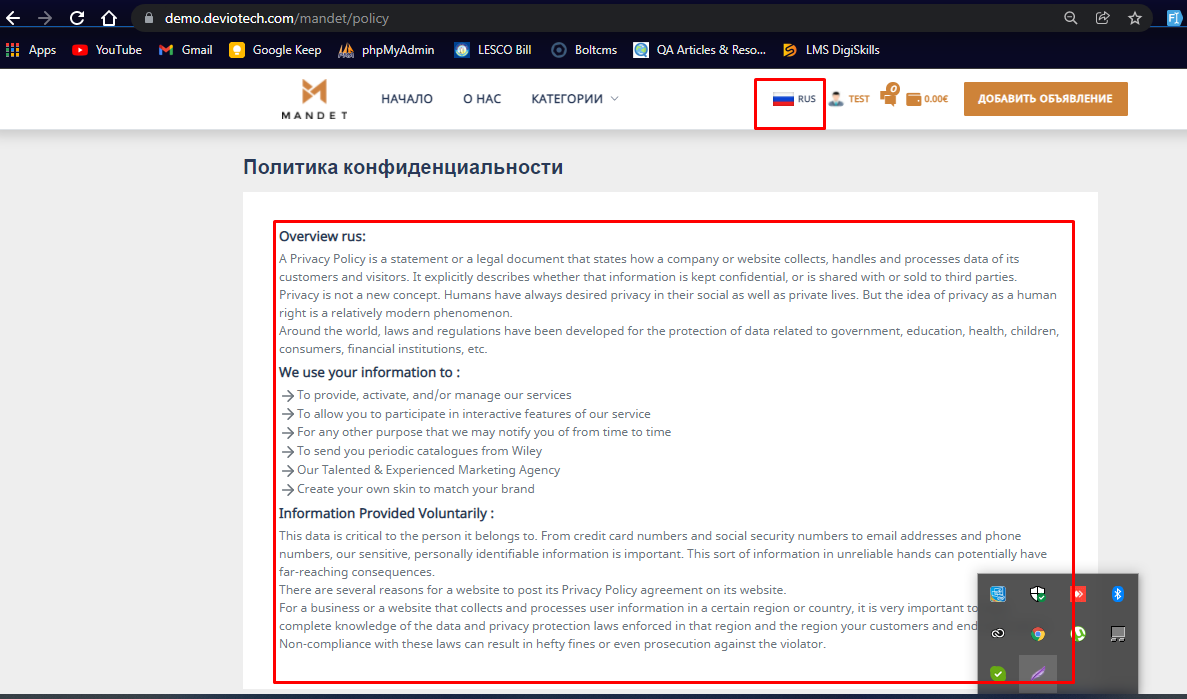 demo.deviotech.com/mandet/policy
Apps YouTube Gmail Google Keep phpMyAdmin LESCO Bill Boltcms QA Articles & Reso... LMS DigiSkills
MANDET НАЧАЛО О НАС КАТЕГОРИИ RUS TEST 0 0.00€ ДОБАВИТЬ ОБЪЯВЛЕНИЕ
Политика конфиденциальности
Overview rus:
A Privacy Policy is a statement or a legal document that states how a company or website collects, handles and processes data of its
customers and visitors. It explicitly describes whether that information is kept confidential, or is shared with or sold to third parties.
Privacy is not a new concept. Humans have always desired privacy in their social as well as private lives. But the idea of privacy as a human
right is a relatively modern phenomenon.
Around the world, laws and regulations have been developed for the protection of data related to government, education, health, children,
consumers, financial institutions, etc.
We use your information to :
To provide, activate, and/or manage our services
To allow you to participate in interactive features of our service
For any other purpose that we may notify you of from time to time
To send you periodic catalogues from Wiley
Our Talented & Experienced Marketing Agency
Create your own skin to match your brand
Information Provided Voluntarily :
This data is critical to the person it belongs to. From credit card numbers and social security numbers to email addresses and phone
numbers, our sensitive, personally identifiable information is important. This sort of information in unreliable hands can potentially have
far-reaching consequences.
There are several reasons for a website to post its Privacy Policy agreement on its website.
For a business or a website that collects and processes user information in a certain region or country, it is very important to
complete knowledge of the data and privacy protection laws enforced in that region and the region your customers and end
Non-compliance with these laws can result in hefty fines or even prosecution against the violator.